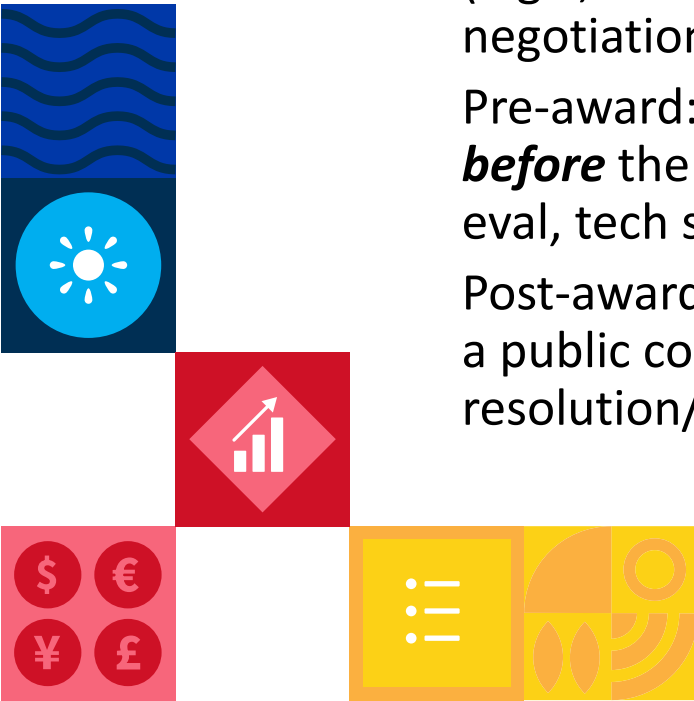 negotiation
Pre-award:
before the
eval, tech s
Post-award
a public co
resolution/
$ €
¥ £